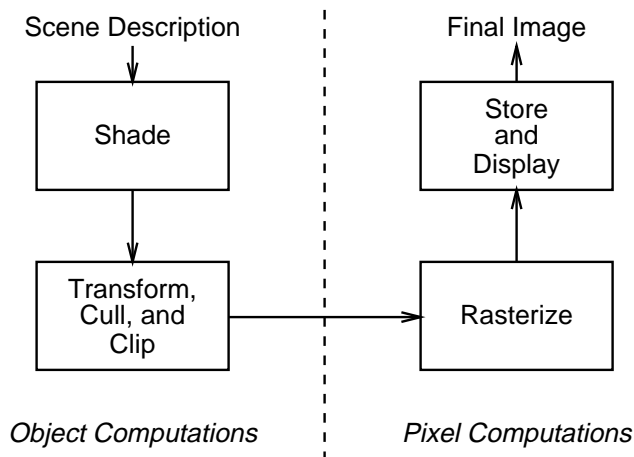 Scene Description
Shade
Transform,
Cull, and
Clip
Object Computations
Final Image
Store
and
Display
Rasterize
Pixel Computations